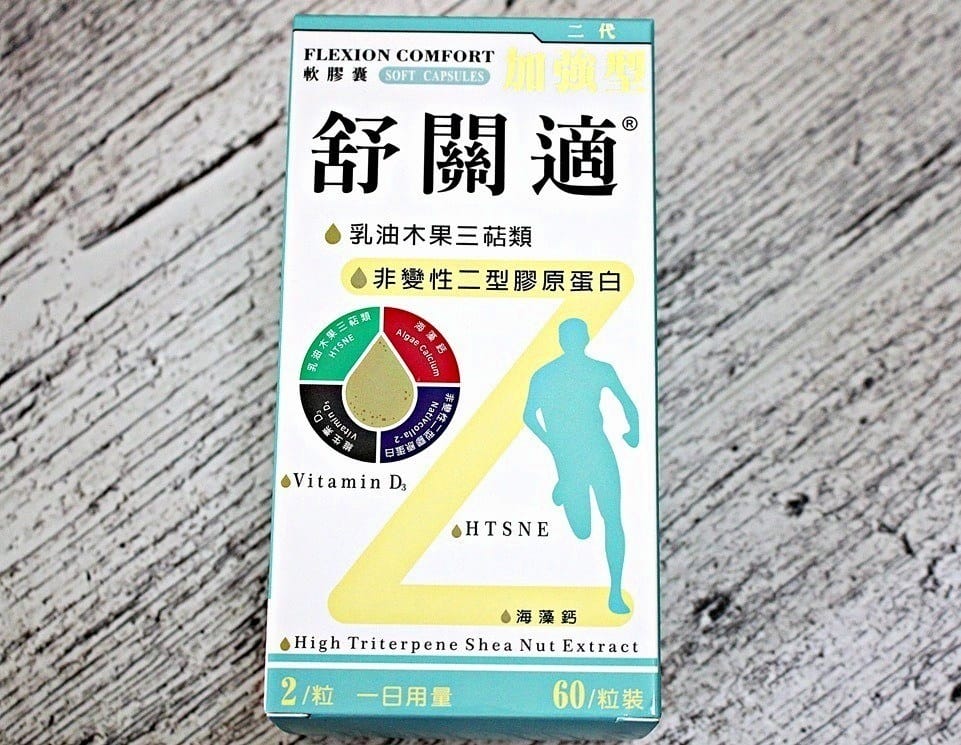 二代
FLEXION COMFORT
軟膠囊 SOFT CAPSULES
加強型
舒關適®
乳油木果三萜類
非變性二型膠原蛋白
乳油木果三萜類
HTSNE
海藻鈣
Algae Calcium
維生素 D3
Vitamin D3
非變性二型膠原蛋白
Nativcolla-2
Vitamin D3
HTSNE
海藻鈣
High Triterpene Shea Nut Extract
2/粒 一日用量 60/粒裝